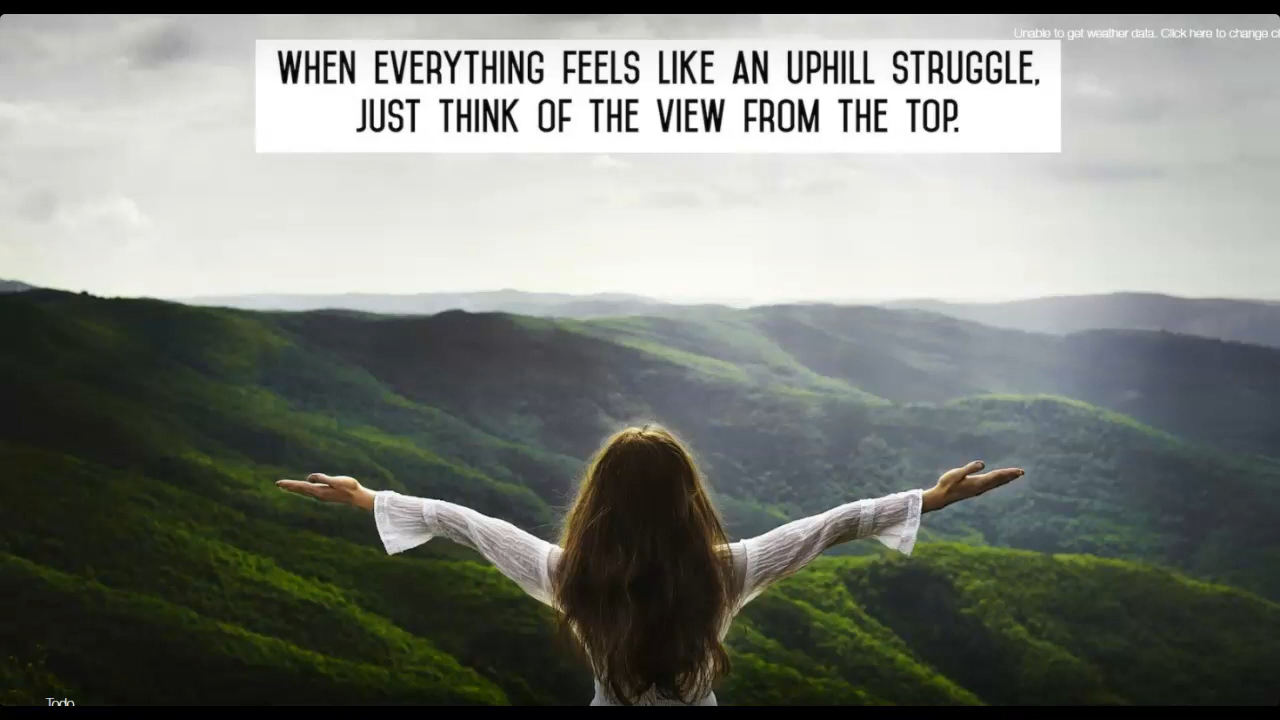 Unable to get weather data. Click here to change ci
WHEN EVERYTHING FEELS LIKE AN UPHILL STRUGGLE,
JUST THINK OF THE VIEW FROM THE TOP.
Todo